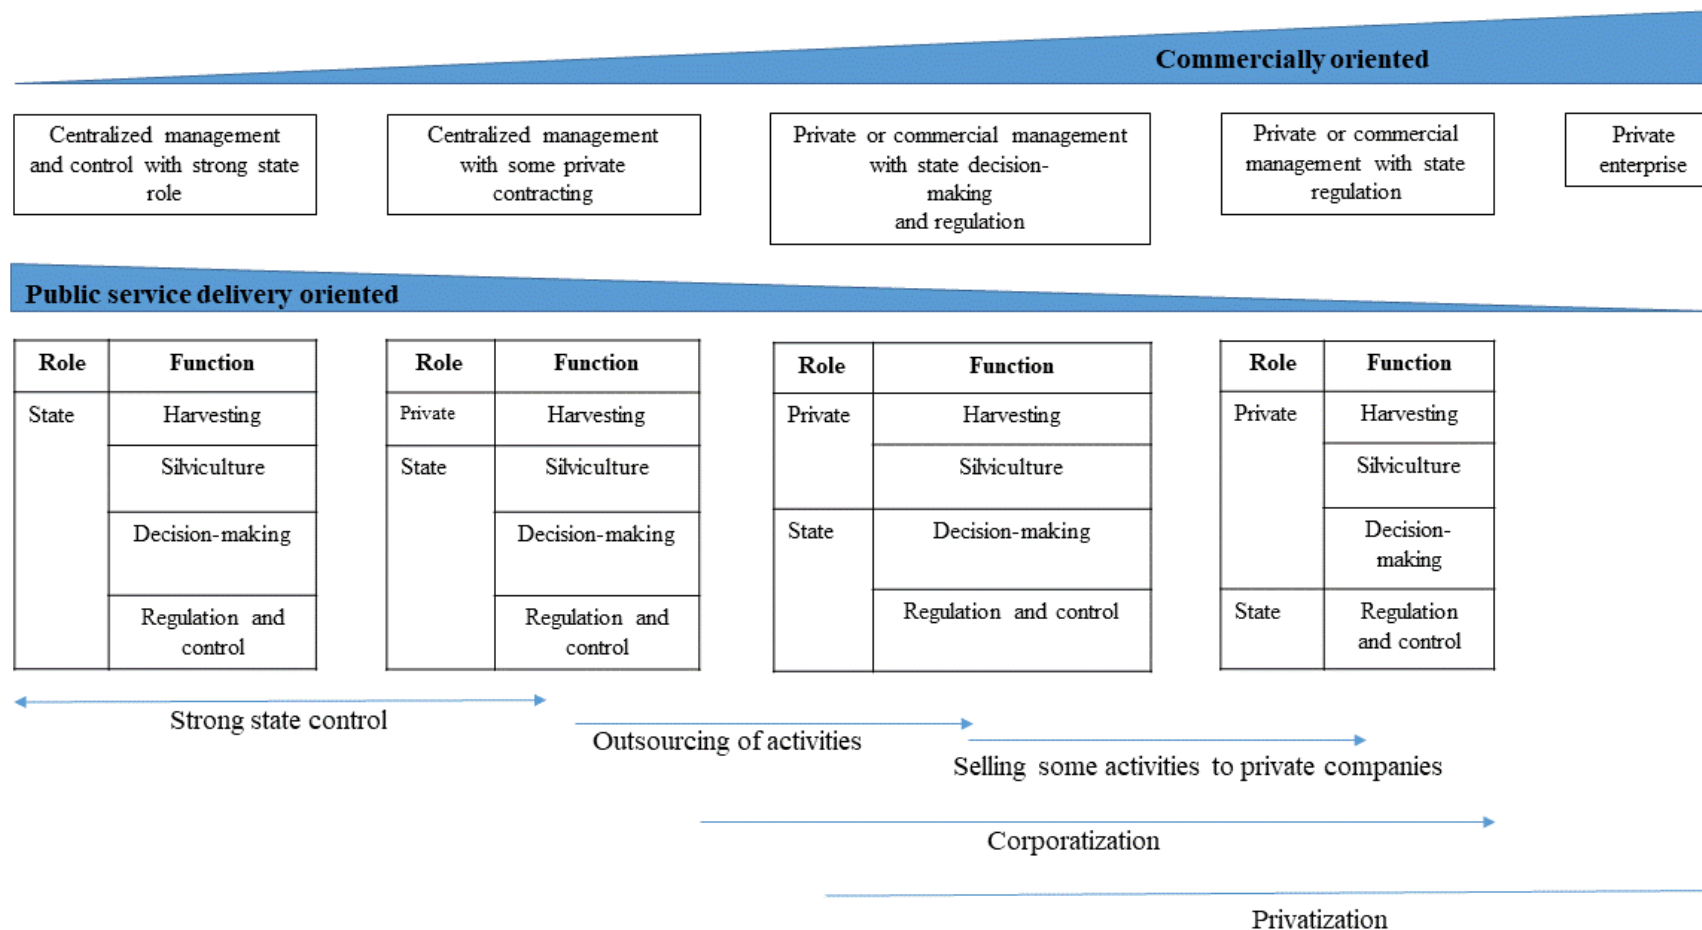 Commercially oriented
Centralized management
and control with strong state
role
Centralized management
with some private
contracting
Private or commercial management
with state decision-
making
and regulation
Private or commercial
management with state
regulation
Private
enterprise
Public service delivery oriented
Role Function
State Harvesting
Silviculture
Decision-making
Regulation and
control
Role Function
Private Harvesting
State Silviculture
Decision-making
Regulation and
control
Role Function
Private Harvesting
Silviculture
State Decision-making
Regulation and control
Role Function
Private Harvesting
Silviculture
Decision-
making
State Regulation
and control
Strong state control
Outsourcing of activities
Selling some activities to private companies
Corporatization
Privatization